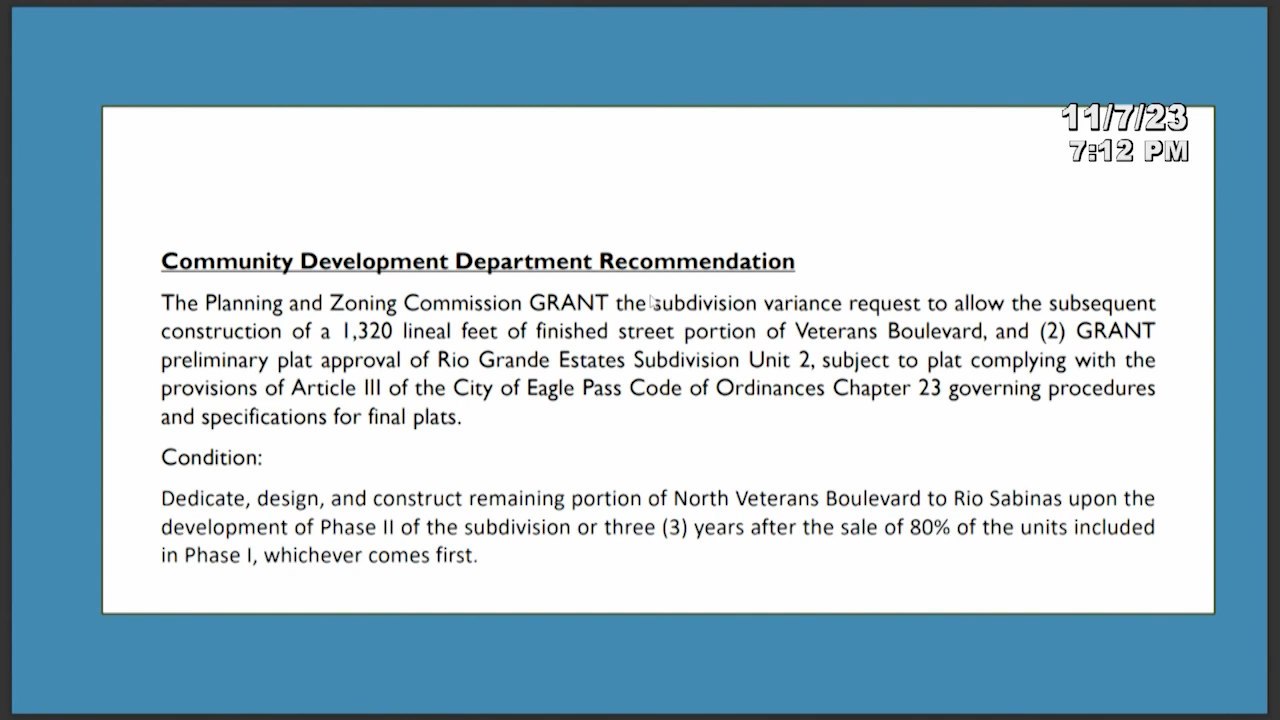 11/7/23
7:12 PM
Community Development Department Recommendation
The Planning and Zoning Commission GRANT the subdivision variance request to allow the subsequent
construction of a 1,320 lineal feet of finished street portion of Veterans Boulevard, and (2) GRANT
preliminary plat approval of Rio Grande Estates Subdivision Unit 2, subject to plat complying with the
provisions of Article III of the City of Eagle Pass Code of Ordinances Chapter 23 governing procedures
and specifications for final plats.
Condition:
Dedicate, design, and construct remaining portion of North Veterans Boulevard to Rio Sabinas upon the
development of Phase II of the subdivision or three (3) years after the sale of 80% of the units included
in Phase I, whichever comes first.